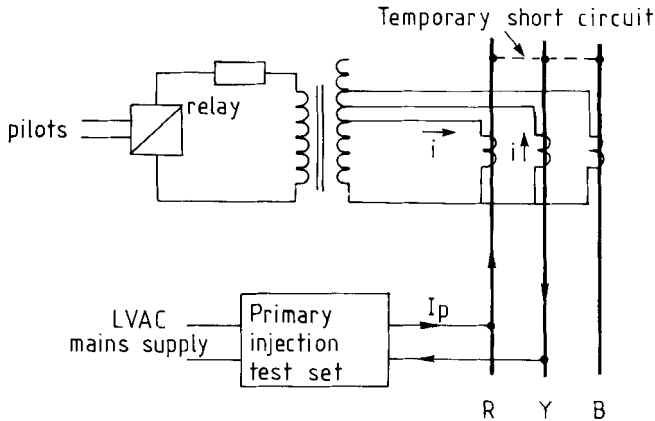 Temporary short circuit
relay
pilots
i
i
LVAC
mains supply
Primary
injection
test set
Ip
R Y B